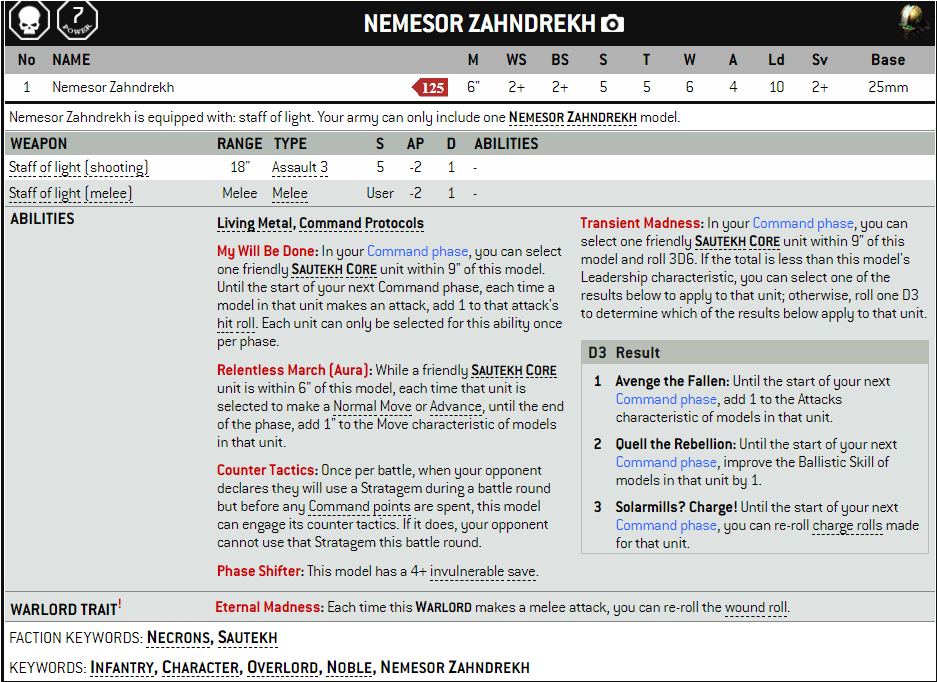 7
POWER
NEMESOR ZAHNDREKH
No NAME M WS BS S T W A Ld Sv Base
1 Nemesor Zahndrekh 125 6" 2+ 2+ 5 5 6 4 10 2+ 25mm
Nemesor Zahndrekh is equipped with: staff of light. Your army can only include one NEMESOR ZAHNDREKH model.
WEAPON RANGE TYPE S AP D ABILITIES
Staff of light (shooting) 18" Assault 3 5 -2 1 -
Staff of light (melee) Melee Melee User -2 1 -
ABILITIES
Living Metal, Command Protocols
My Will Be Done: In your Command phase, you can select
one friendly SAUTEKH CORE unit within 9" of this model.
Until the start of your next Command phase, each time a
model in that unit makes an attack, add 1 to that attack's
hit roll. Each unit can only be selected for this ability once
per phase.
Relentless March (Aura): While a friendly SAUTEKH CORE
unit is within 6" of this model, each time that unit is
selected to make a Normal Move or Advance, until the end
of the phase, add 1" to the Move characteristic of models
in that unit.
Counter Tactics: Once per battle, when your opponent
declares they will use a Stratagem during a battle round
but before any Command points are spent, this model
can engage its counter tactics. If it does, your opponent
cannot use that Stratagem this battle round.
Phase Shifter: This model has a 4+ invulnerable save.
Transient Madness: In your Command phase, you can
select one friendly SAUTEKH CORE unit within 9" of this
model and roll 3D6. If the total is less than this model's
Leadership characteristic, you can select one of the
results below to apply to that unit; otherwise, roll one D3
to determine which of the results below apply to that unit.
D3 Result
1 Avenge the Fallen: Until the start of your next
Command phase, add 1 to the Attacks
characteristic of models in that unit.
2 Quell the Rebellion: Until the start of your next
Command phase, improve the Ballistic Skill of
models in that unit by 1.
3 Solarmills? Charge! Until the start of your next
Command phase, you can re-roll charge rolls made
for that unit.
WARLORD TRAIT! Eternal Madness: Each time this WARLORD makes a melee attack, you can re-roll the wound roll.
FACTION KEYWORDS: NECRONS, SAUTEKH
KEYWORDS: INFANTRY, CHARACTER, OVERLORD, NOBLE, NEMESOR ZAHNDREKH